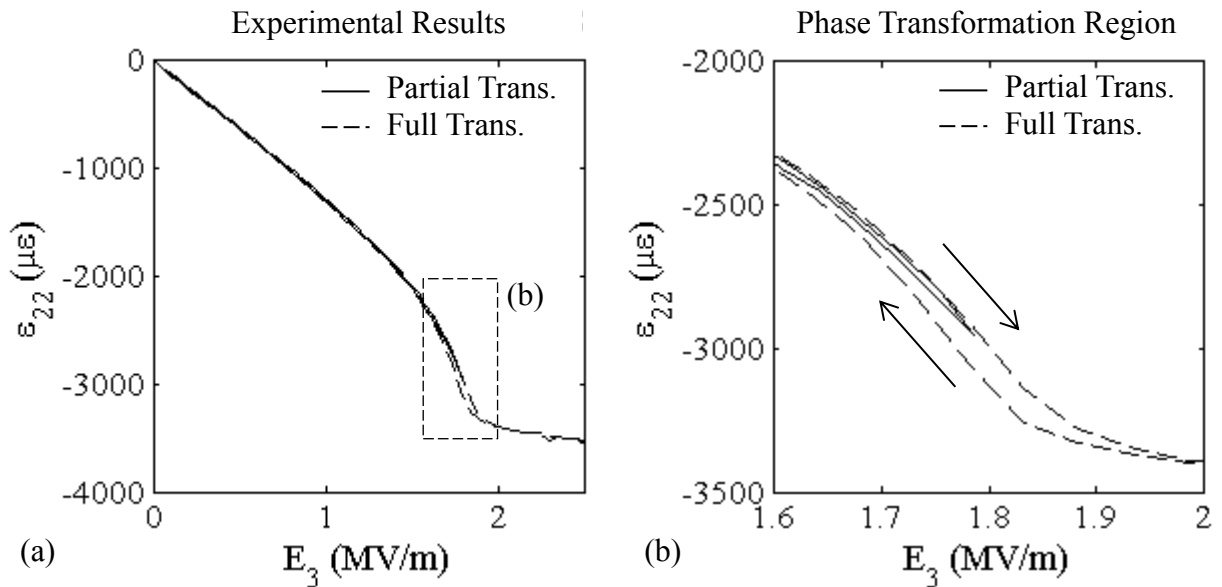 Experimental Results
Partial Trans.
Full Trans.
0
-1000
-2000
-3000
-4000
ε22 (με)
(b)
0
1
2
E3 (MV/m)
(a)
Phase Transformation Region
Partial Trans.
Full Trans.
-2000
-2500
-3000
-3500
ε22 (με)
1.6
1.7
1.8
1.9
2
E3 (MV/m)
(b)